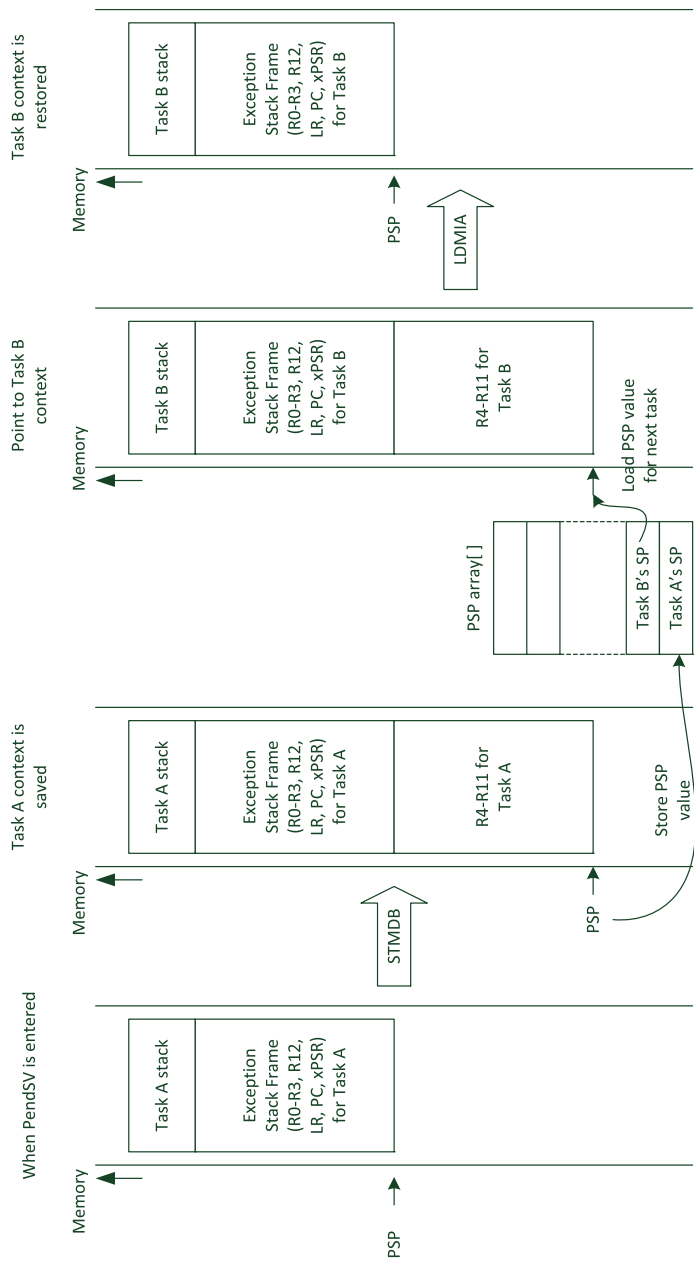 When PendSV is entered
Memory
Task A stack
Exception
Stack Frame
(R0-R3, R12,
LR, PC, xPSR)
for Task A
PSP
STMDB
Task A context is
saved
Memory
Task A stack
Exception
Stack Frame
(R0-R3, R12,
LR, PC, xPSR)
for Task A
R4-R11 for
Task A
PSP
Store PSP
value
PSP array[ ]
Task B’s SP
Task A’s SP
Point to Task B
context
Memory
Task B stack
Exception
Stack Frame
(R0-R3, R12,
LR, PC, xPSR)
for Task B
R4-R11 for
Task B
Load PSP value
for next task
LDMIA
Task B context is
restored
Memory
Task B stack
Exception
Stack Frame
(R0-R3, R12,
LR, PC, xPSR)
for Task B
PSP